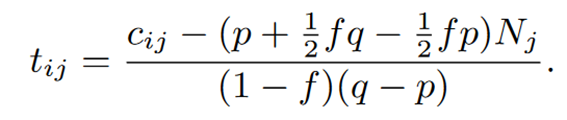 t_{ij} = \frac{c_{ij} - (p + \frac{1}{2}fq - \frac{1}{2}fp)N_j}{(1 - f)(q - p)}.